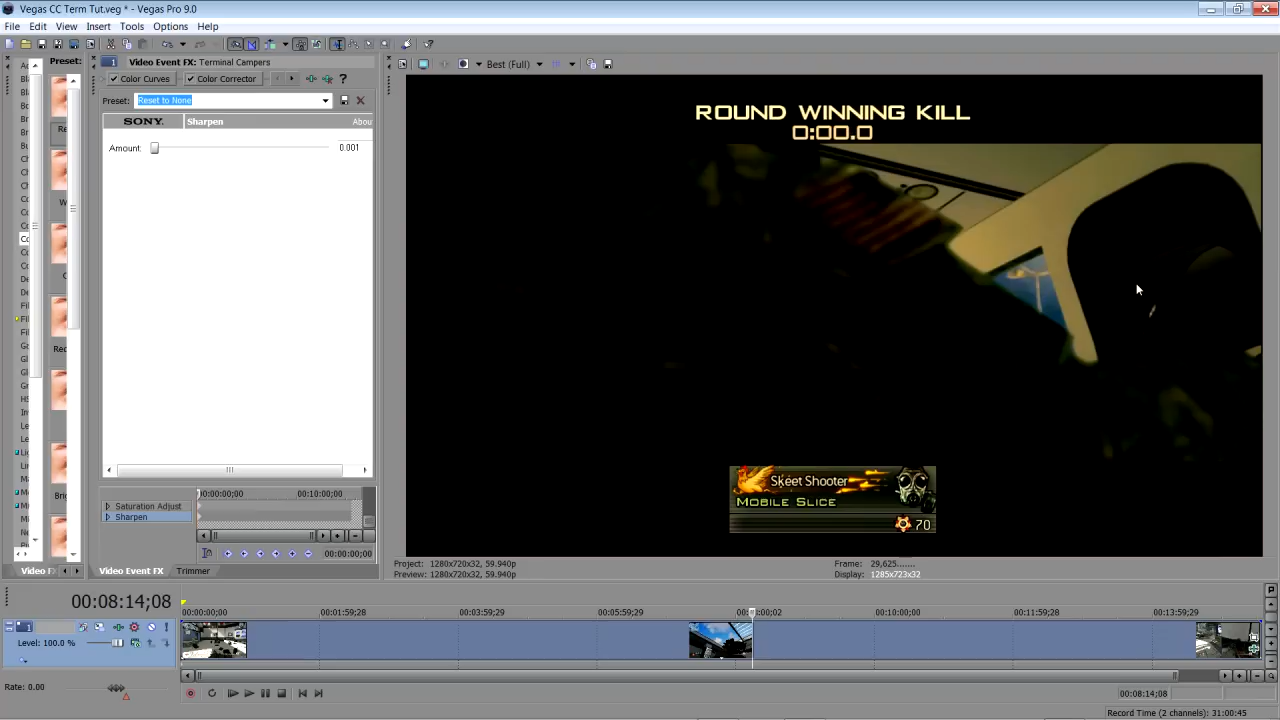 Vegas CC Term Tut.veg * - Vegas Pro 9.0
File Edit View Insert Tools Options Help
Preset:
Video Event FX: Terminal Campers
Color Curves Color Corrector
Best (Full)
Preset: Reset to None
SONY. Sharpen Abou
Amount: 0.001
ROUND WINNING KILL
0:00.0
Skeet Shooter
MOBILE SLICE
70
00:00:00;00 00:10:00;00
Saturation Adjust
Sharpen
00:00:00;00
Video F Video Event FX Trimmer
Project: 1280x720x32, 59.940p
Preview: 1280x720x32, 59.940p
Frame: 29,625
Display: 1285x723x32
00:08:14;08
00:00:00;00 00:01:59;28 00:03:59;29 00:05:59;29 00:10:00;00 00:11:59;28 00:13:59;29
Level: 100.0 %
Rate: 0.00
00:08:14;08
Record Time (2 channels): 31:00:45